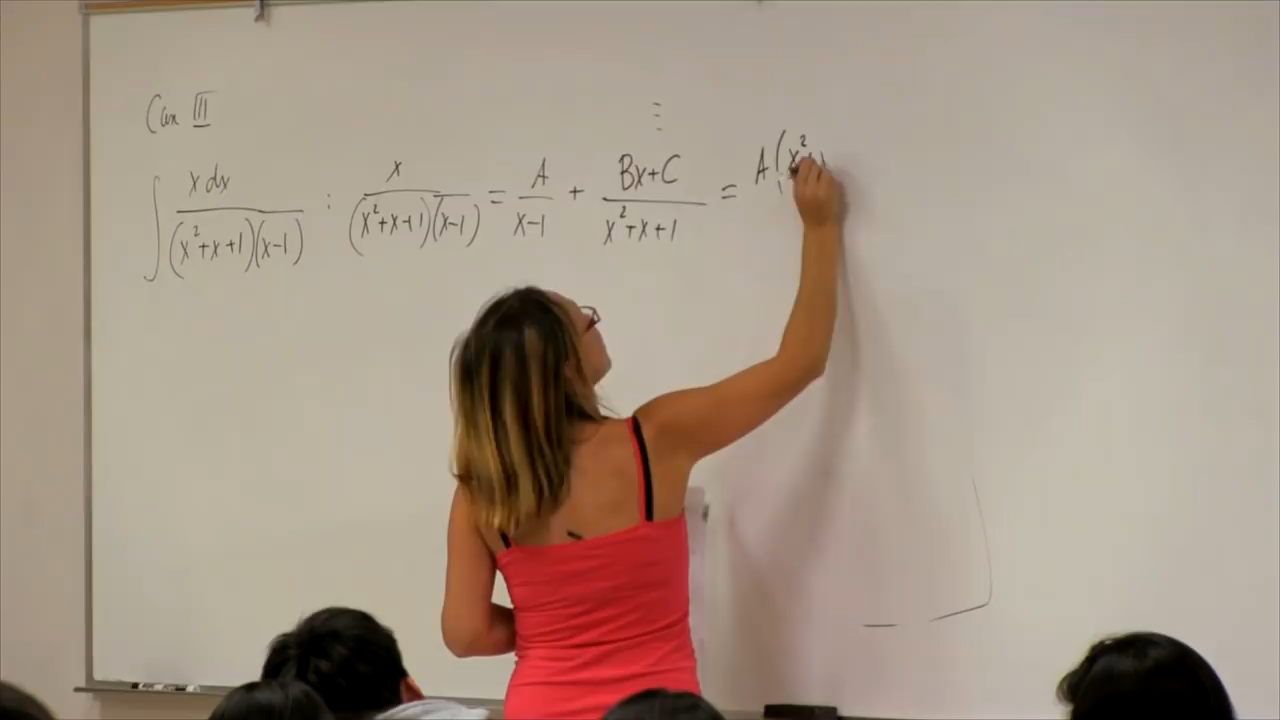 Case III
∫ x dx / (x²+x+1)(x-1) : x / (x²+x+1)(x-1) = A / x-1 + Bx+C / x²+x+1 = A(x²+